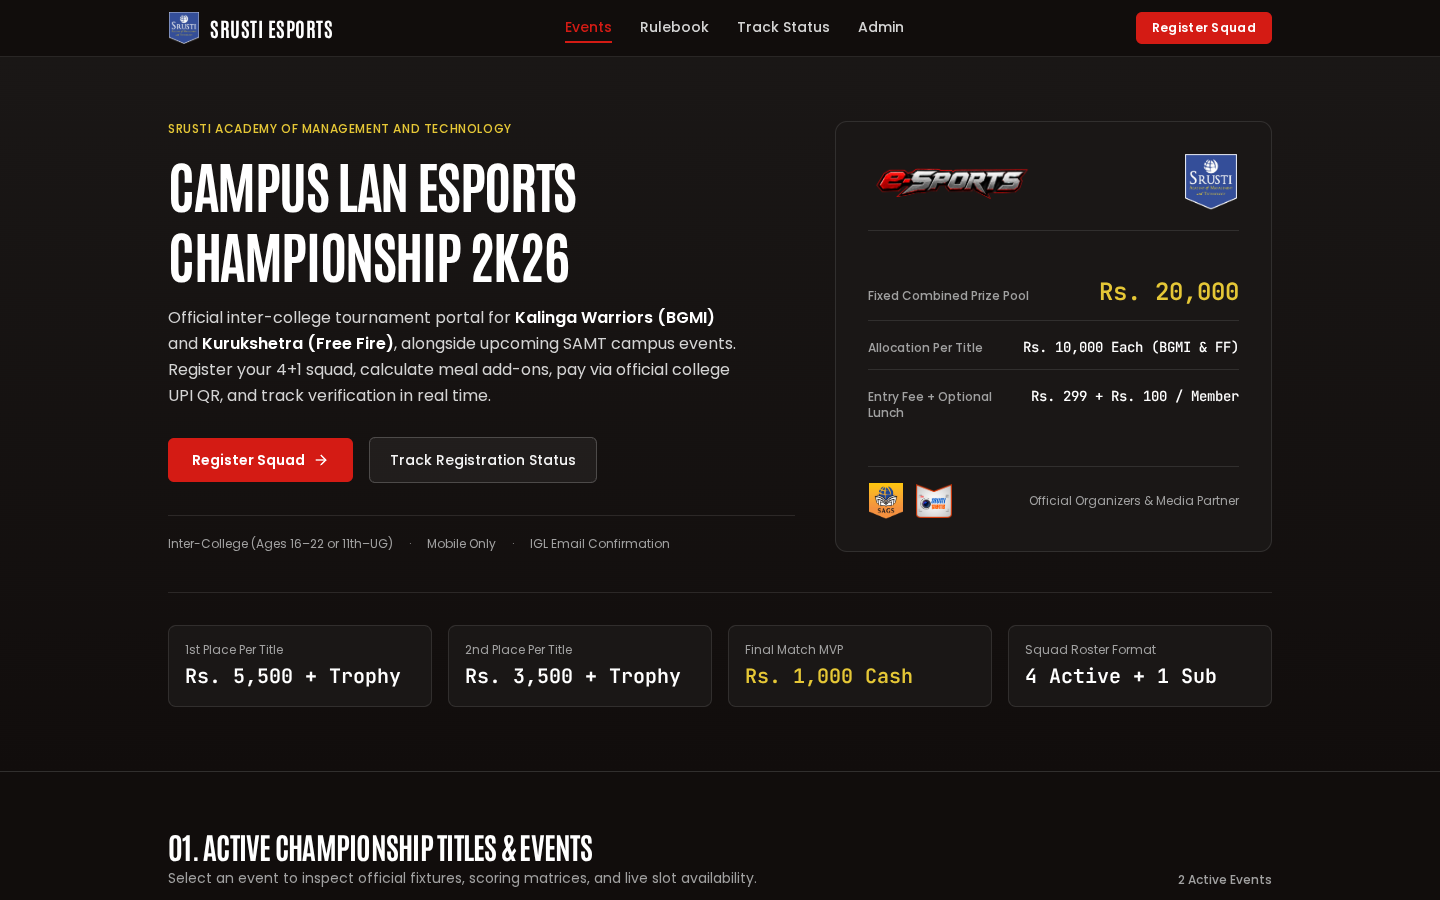 SRUSTI
SRUSTI ESPORTS
Events
Rulebook
Track Status
Admin
Register Squad
SRUSTI ACADEMY OF MANAGEMENT AND TECHNOLOGY
CAMPUS LAN ESPORTS
CHAMPIONSHIP 2K26
Official inter-college tournament portal for Kalinga Warriors (BGMI)
and Kurukshetra (Free Fire), alongside upcoming SAMT campus events.
Register your 4+1 squad, calculate meal add-ons, pay via official college
UPI QR, and track verification in real time.
Register Squad →
Track Registration Status
Inter-College (Ages 16–22 or 11th–UG) · Mobile Only · IGL Email Confirmation
e-SPORTS
SRUSTI
Fixed Combined Prize Pool
Rs. 20,000
Allocation Per Title
Rs. 10,000 Each (BGMI & FF)
Entry Fee + Optional
Lunch
Rs. 299 + Rs. 100 / Member
SAGS
Official Organizers & Media Partner
1st Place Per Title
Rs. 5,500 + Trophy
2nd Place Per Title
Rs. 3,500 + Trophy
Final Match MVP
Rs. 1,000 Cash
Squad Roster Format
4 Active + 1 Sub
01. ACTIVE CHAMPIONSHIP TITLES & EVENTS
Select an event to inspect official fixtures, scoring matrices, and live slot availability.
2 Active Events